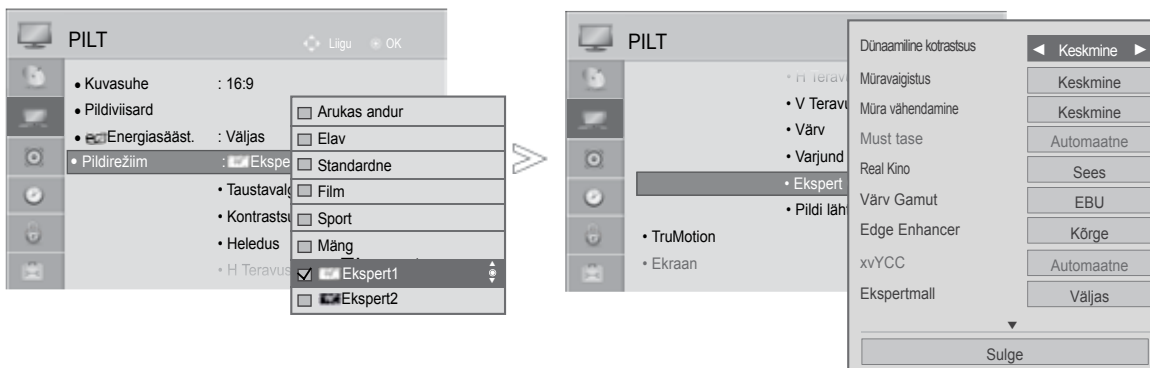 PILT
Liigu OK
• Kuvasuhe : 16:9
• Pildiviisard
• Energiasääst. : Väljas
• Pildirežiim : Ekspe
• Taustavalg
• Kontrastsu
• Heledus
• H Teravus
Arukas andur
Elav
Standardne
Film
Sport
Mäng
Ekspert1
Ekspert2
PILT
• H Terav
• V Teravu
• Värv
• Varjund
• Ekspert
• Pildi läh
• TruMotion
• Ekraan
Dünaamiline kotrastsus ◄ Keskmine ►
Müravaigistus Keskmine
Müra vähendamine Keskmine
Must tase Automaatne
Real Kino Sees
Värv Gamut EBU
Edge Enhancer Kõrge
xvYCC Automaatne
Ekspertmall Väljas
▼
Sulge